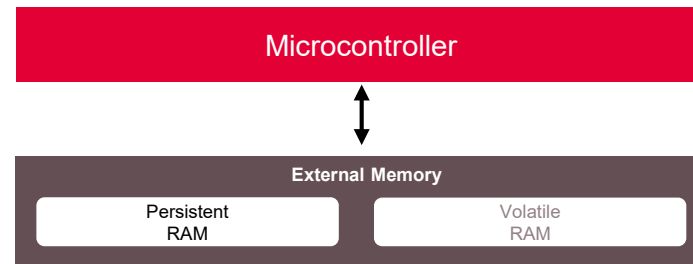 Microcontroller
External Memory
Persistent
RAM
Volatile
RAM